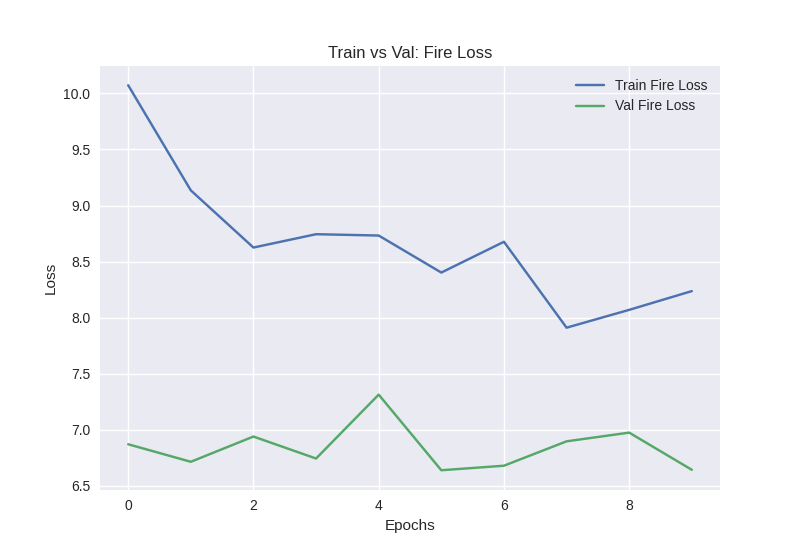 Train vs Val: Fire Loss
Train Fire Loss
Val Fire Loss
10.0
9.5
9.0
8.5
8.0
7.5
7.0
6.5
Loss
0 2 4 6 8
Epochs